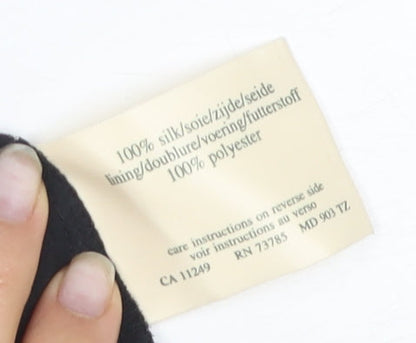 100% silk/soie/zijde/seide
lining/doublure/voering/futterstoff
100% polyester
care instructions on reverse side
voir instructions au verso
CA 11249 RN 73785 MD 903 TZ